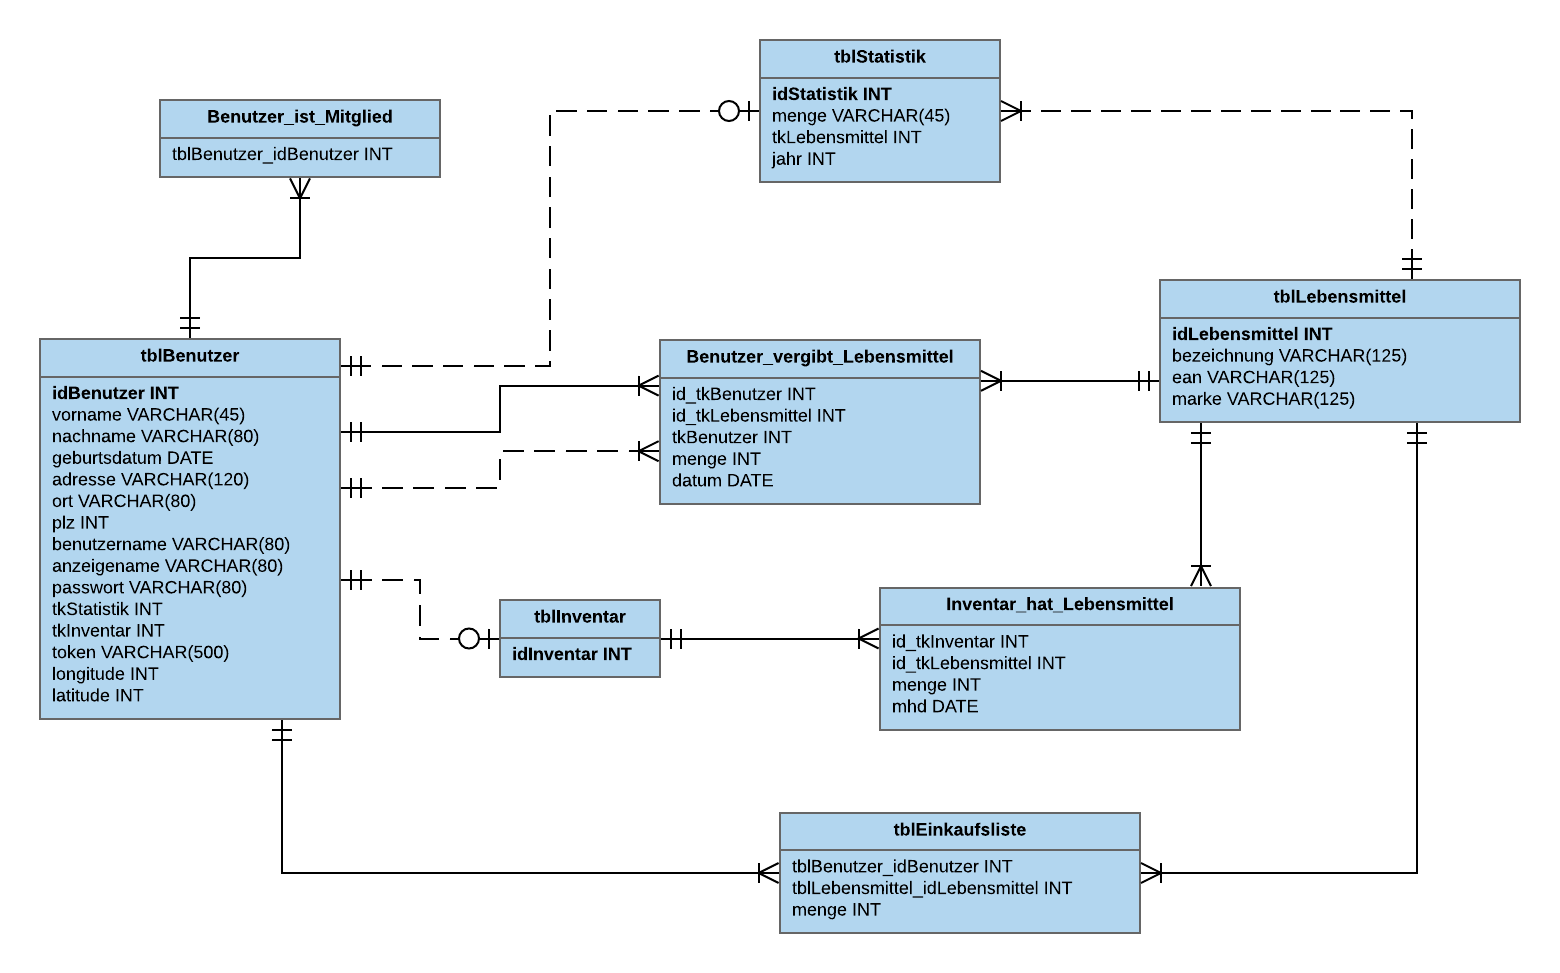 tblStatistik
idStatistik INT
menge VARCHAR(45)
tkLebensmittel INT
jahr INT
Benutzer_ist_Mitglied
tblBenutzer_idBenutzer INT
tblLebensmittel
idLebensmittel INT
bezeichnung VARCHAR(125)
ean VARCHAR(125)
marke VARCHAR(125)
tblBenutzer
idBenutzer INT
vorname VARCHAR(45)
nachname VARCHAR(80)
geburtsdatum DATE
adresse VARCHAR(120)
ort VARCHAR(80)
plz INT
benutzername VARCHAR(80)
anzeigename VARCHAR(80)
passwort VARCHAR(80)
tkStatistik INT
tkInventar INT
token VARCHAR(500)
longitude INT
latitude INT
Benutzer_vergibt_Lebensmittel
id_tkBenutzer INT
id_tkLebensmittel INT
tkBenutzer INT
menge INT
datum DATE
tblInventar
idInventar INT
Inventar_hat_Lebensmittel
id_tkInventar INT
id_tkLebensmittel INT
menge INT
mhd DATE
tblEinkaufsliste
tblBenutzer_idBenutzer INT
tblLebensmittel_idLebensmittel INT
menge INT